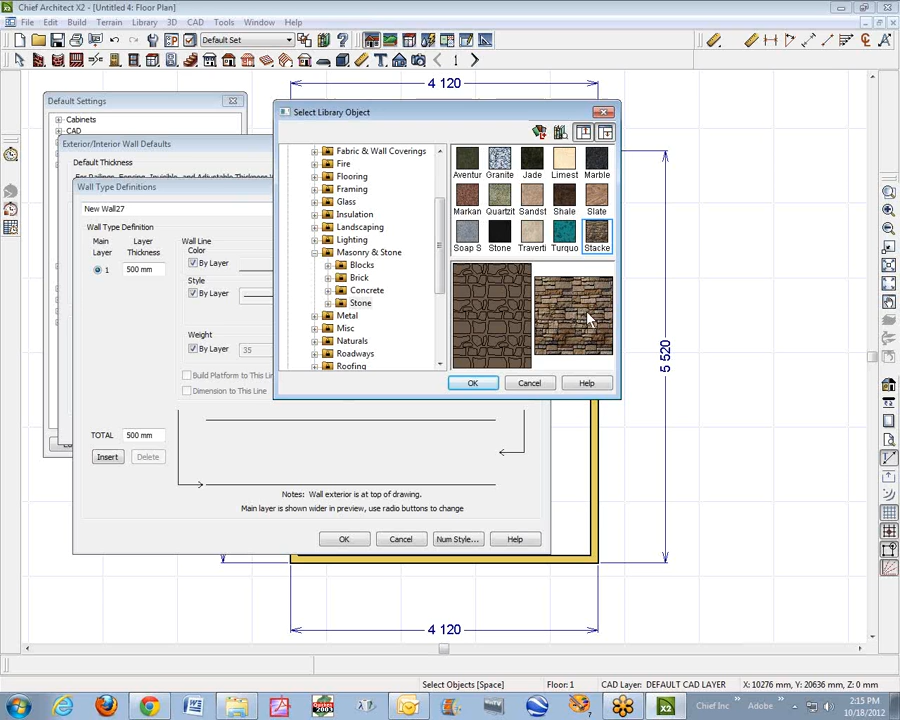 Chief Architect X2 - [Untitled 4: Floor Plan]
File Edit Build Terrain Library 3D CAD Tools Window Help
Default Set
1
4 120
Default Settings
Cabinets
CAD
Exterior/Interior Wall Defaults
Default Thickness
Wall Type Definitions
New Wall27
Wall Type Definition
Main Layer
Layer Thickness
1
500 mm
Wall Line
Color
By Layer
Style
By Layer
Weight
By Layer
35
Build Platform to This Lin
Dimension to This Line
TOTAL
500 mm
Insert
Delete
Notes: Wall exterior is at top of drawing.
Main layer is shown wider in preview, use radio buttons to change
OK
Cancel
Num Style...
Help
Select Library Object
Fabric & Wall Coverings
Fire
Flooring
Framing
Glass
Insulation
Landscaping
Lighting
Masonry & Stone
Blocks
Brick
Concrete
Stone
Metal
Misc
Naturals
Roadways
Roofing
Aventur Granite Jade Limest Marble
Markan Quartzit Sandst Shale Slate
Soap S Stone Traverti Turquo Stacke
OK
Cancel
Help
5 520
4 120
Select Objects [Space]
Floor: 1
CAD Layer: DEFAULT CAD LAYER
X: 10276 mm, Y: 20636 mm, Z: 0 mm
Chief Inc
Adobe
2:15 PM
10/18/2012